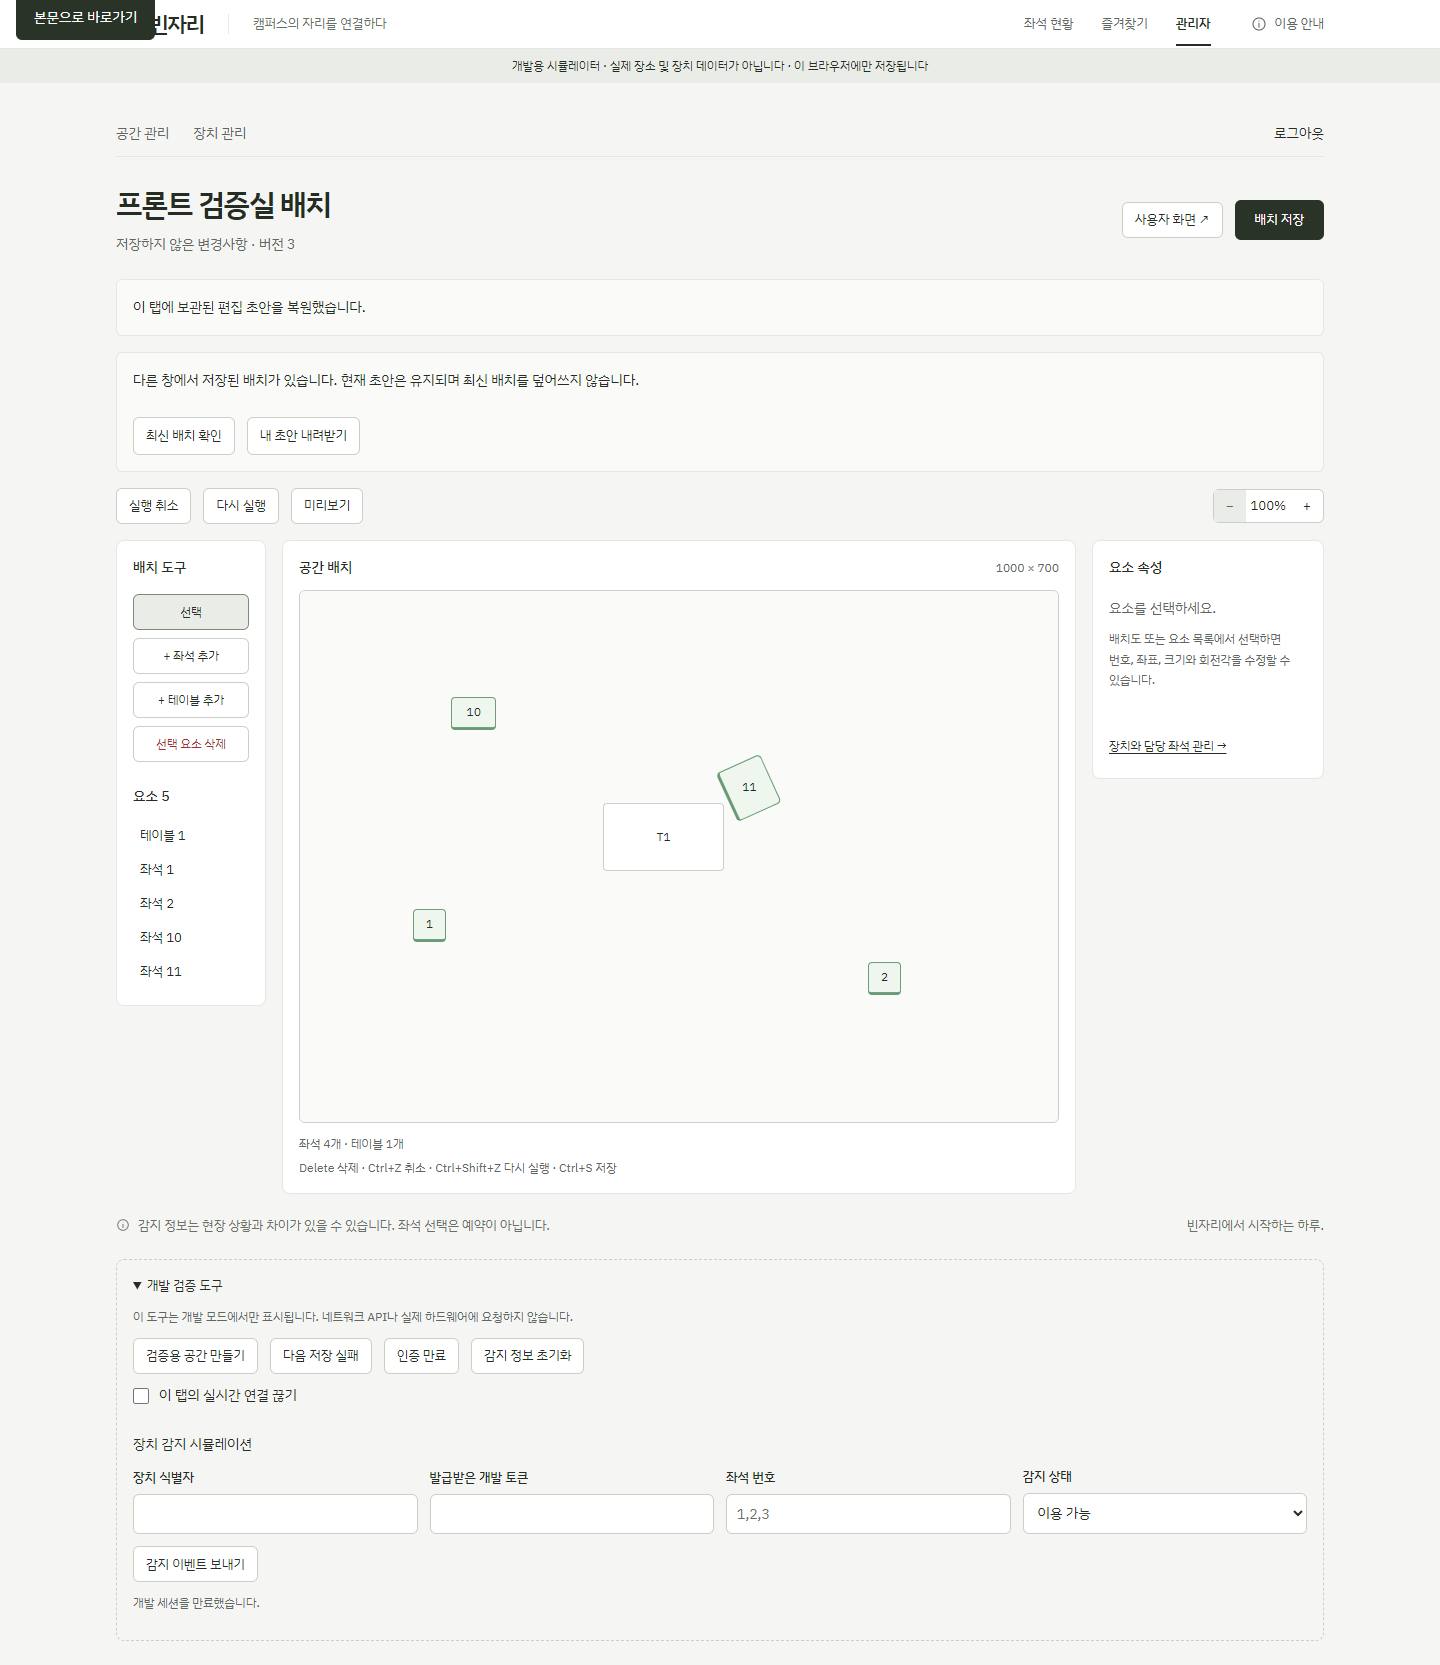 본문으로 바로가기
빈자리
캠퍼스의 자리를 연결하다
좌석 현황
즐겨찾기
관리자
이용 안내
개발용 시뮬레이터 · 실제 장소 및 장치 데이터가 아닙니다 · 이 브라우저에만 저장됩니다
공간 관리
장치 관리
로그아웃
프론트 검증실 배치
저장하지 않은 변경사항 · 버전 3
사용자 화면 ↗
배치 저장
이 탭에 보관된 편집 초안을 복원했습니다.
다른 창에서 저장된 배치가 있습니다. 현재 초안은 유지되며 최신 배치를 덮어쓰지 않습니다.
최신 배치 확인
내 초안 내려받기
실행 취소
다시 실행
미리보기
− 100% +
배치 도구
선택
+ 좌석 추가
+ 테이블 추가
선택 요소 삭제
요소 5
테이블 1
좌석 1
좌석 2
좌석 10
좌석 11
공간 배치
1000 × 700
10
11
T1
1
2
좌석 4개 · 테이블 1개
Delete 삭제 · Ctrl+Z 취소 · Ctrl+Shift+Z 다시 실행 · Ctrl+S 저장
요소 속성
요소를 선택하세요.
배치도 또는 요소 목록에서 선택하면
번호, 좌표, 크기와 회전각을 수정할 수
있습니다.
장치와 담당 좌석 관리 →
감지 정보는 현장 상황과 차이가 있을 수 있습니다. 좌석 선택은 예약이 아닙니다.
빈자리에서 시작하는 하루.
▼ 개발 검증 도구
이 도구는 개발 모드에서만 표시됩니다. 네트워크 API나 실제 하드웨어에 요청하지 않습니다.
검증용 공간 만들기
다음 저장 실패
인증 만료
감지 정보 초기화
이 탭의 실시간 연결 끊기
장치 감지 시뮬레이션
장치 식별자
발급받은 개발 토큰
좌석 번호
감지 상태
1,2,3
이용 가능
감지 이벤트 보내기
개발 세션을 만료했습니다.